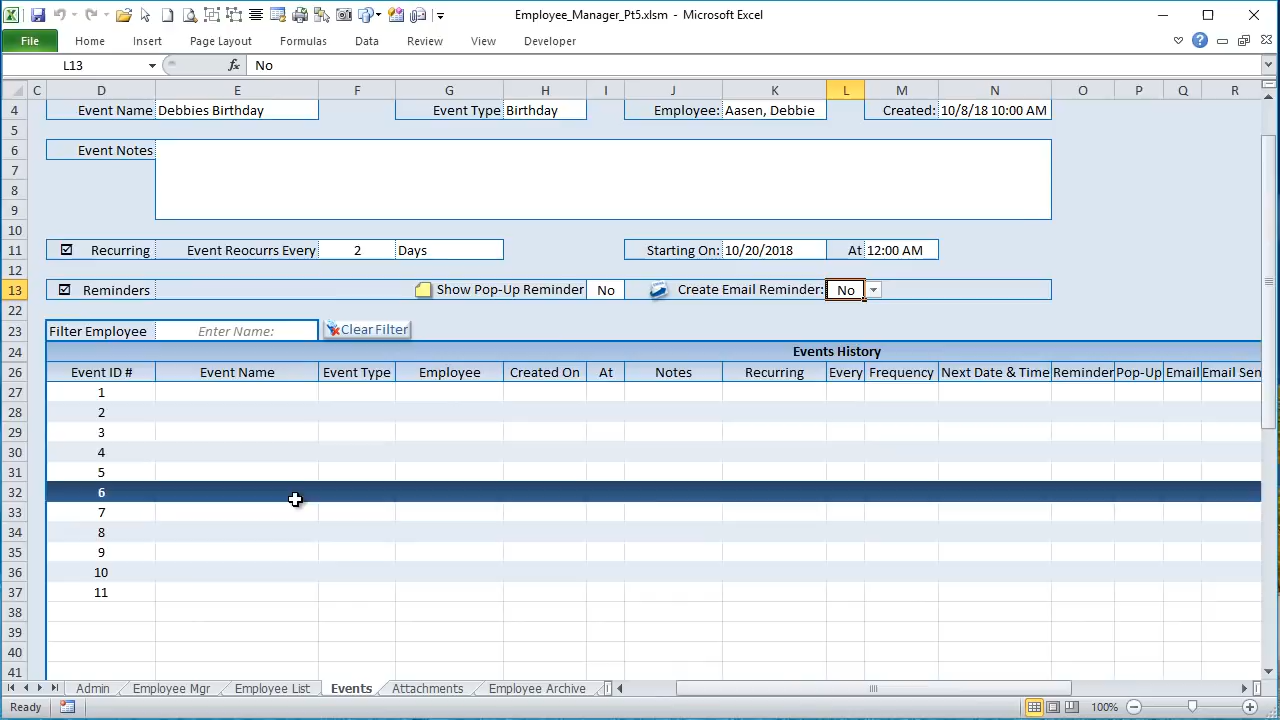 Employee_Manager_Pt5.xlsm - Microsoft Excel
File Home Insert Page Layout Formulas Data Review View Developer
L13 fx No
C D E F G H I J K L M N O P Q R
4 Event Name Debbies Birthday Event Type Birthday Employee: Aasen, Debbie Created: 10/8/18 10:00 AM
5
6 Event Notes
7
8
9
10
11 Recurring Event Reocurrs Every 2 Days Starting On: 10/20/2018 At 12:00 AM
12
13 Reminders Show Pop-Up Reminder No Create Email Reminder: No
22
23 Filter Employee Enter Name: Clear Filter
24 Events History
26 Event ID # Event Name Event Type Employee Created On At Notes Recurring Every Frequency Next Date & Time Reminder Pop-Up Email Email Sen
27 1
28 2
29 3
30 4
31 5
32 6
33 7
34 8
35 9
36 10
37 11
38
39
40
41
Admin Employee Mgr Employee List Events Attachments Employee Archive
Ready 100%